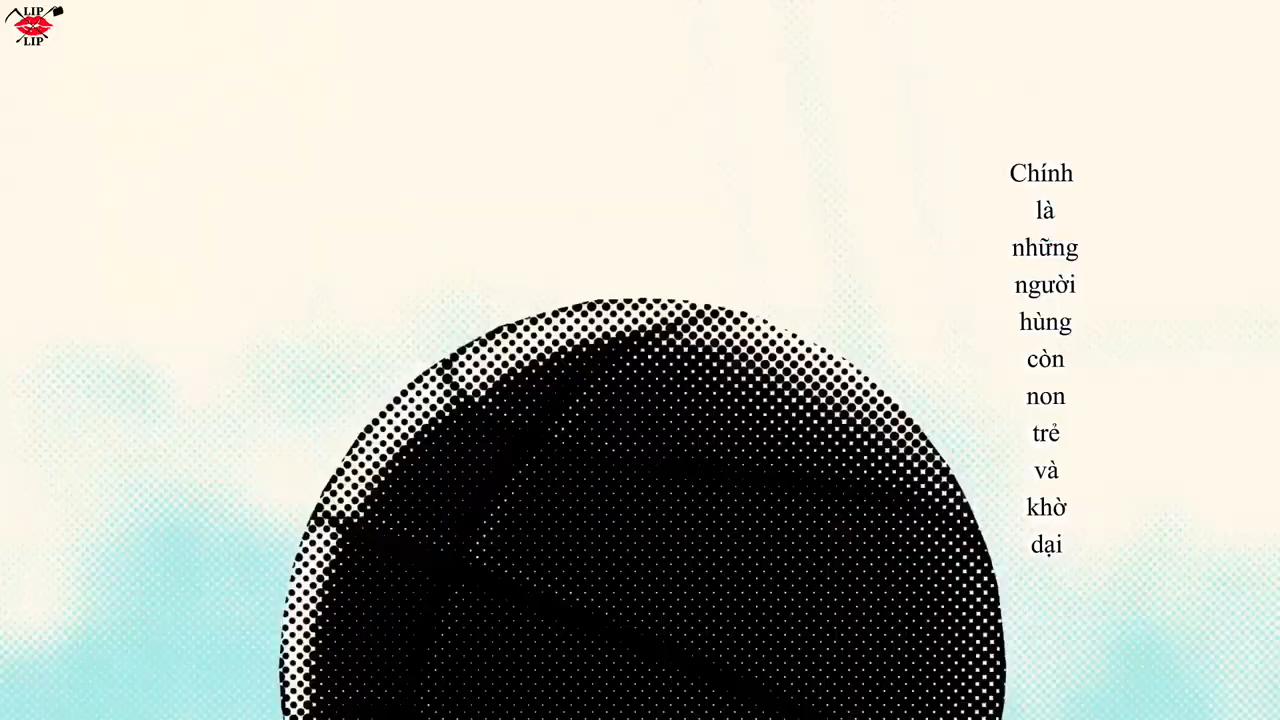 LIP
LIP
Chính
là
những
người
hùng
còn
non
trẻ
và
khờ
dại